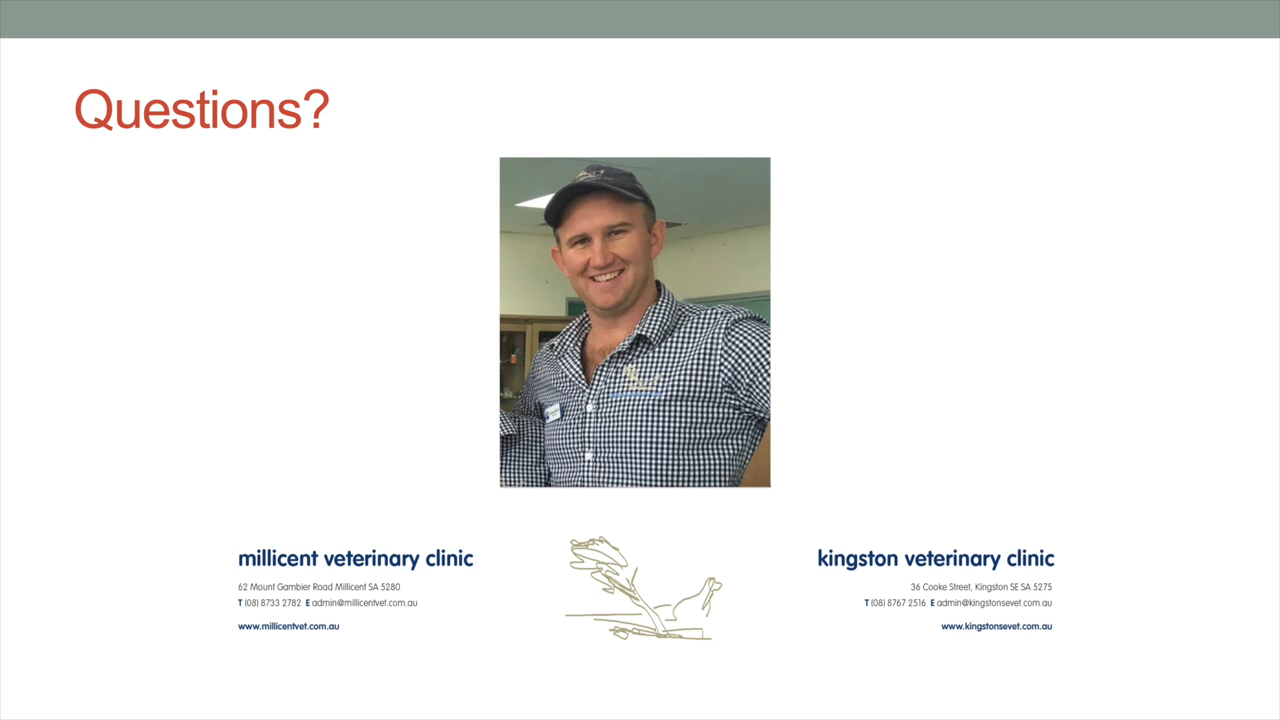 Questions?
millicent veterinary clinic
62 Mount Gambier Road Millicent SA 5280
T (08) 8733 2782 E admin@millicentvet.com.au
www.millicentvet.com.au
kingston veterinary clinic
36 Cooke Street, Kingston SE SA 5275
T (08) 8767 2516 E admin@kingstonsevet.com.au
www.kingstonsevet.com.au